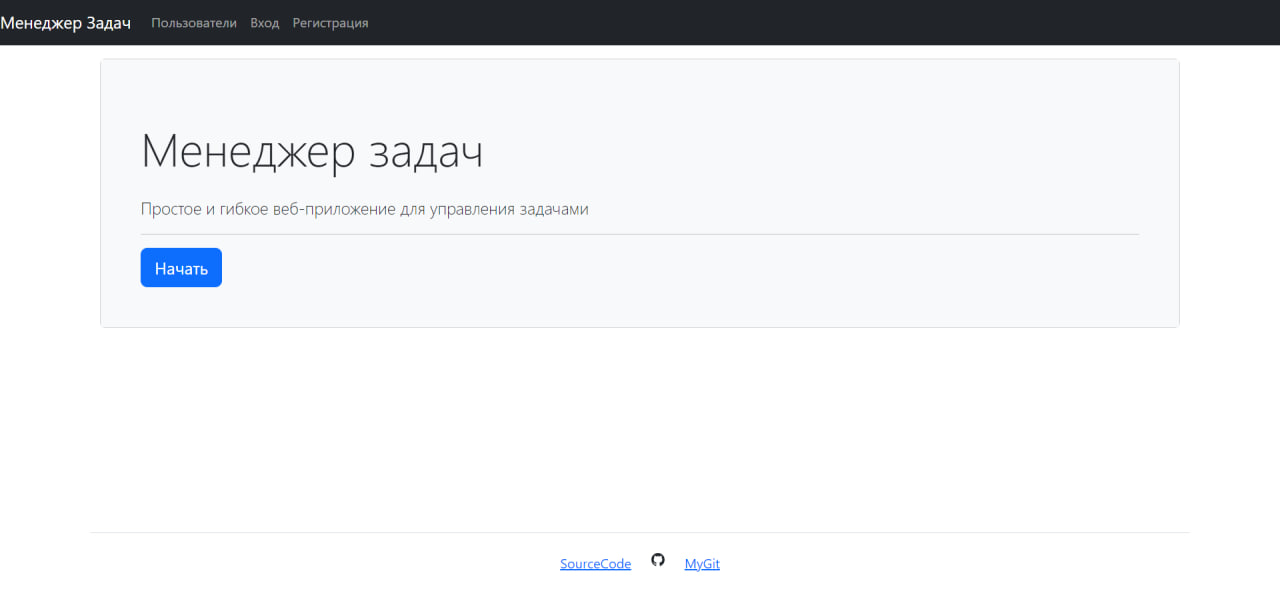 Менеджер Задач Пользователи Вход Регистрация
Менеджер задач
Простое и гибкое веб-приложение для управления задачами
Начать
SourceCode MyGit